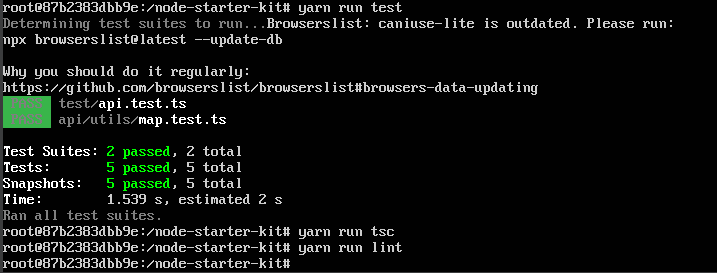 root@87b2383dbb9e:/node-starter-kit# yarn run test
Determining test suites to run...Browserslist: caniuse-lite is outdated. Please run:
npx browserslist@latest --update-db

Why you should do it regularly:
https://github.com/browserslist/browserslist#browsers-data-updating
PASS test/api.test.ts
PASS api/utils/map.test.ts

Test Suites: 2 passed, 2 total
Tests:       5 passed, 5 total
Snapshots:   5 passed, 5 total
Time:        1.539 s, estimated 2 s
Ran all test suites.
root@87b2383dbb9e:/node-starter-kit# yarn run tsc
root@87b2383dbb9e:/node-starter-kit# yarn run lint
root@87b2383dbb9e:/node-starter-kit#